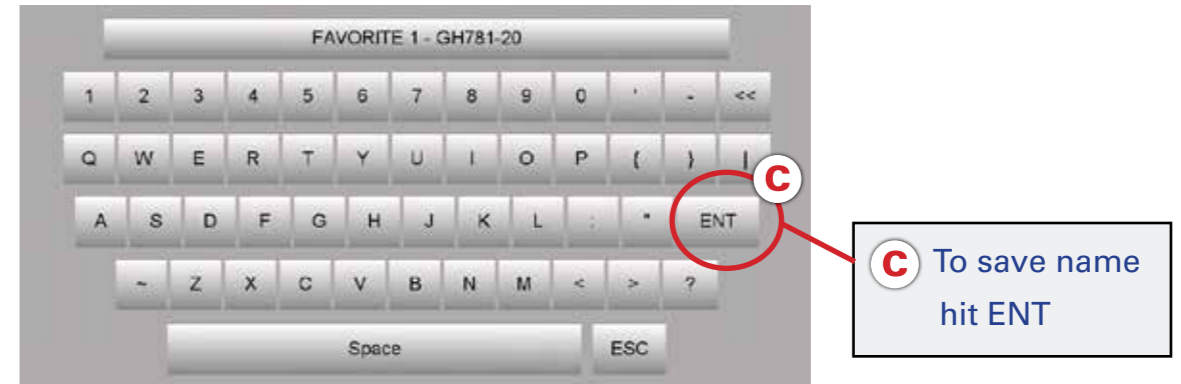 FAVORITE 1 - GH781-20
1 2 3 4 5 6 7 8 9 0 ' - <<
Q W E R T Y U I O P { } |
C
A S D F G H J K L : " ENT
~ Z X C V B N M < > ?
Space ESC
C To save name
hit ENT